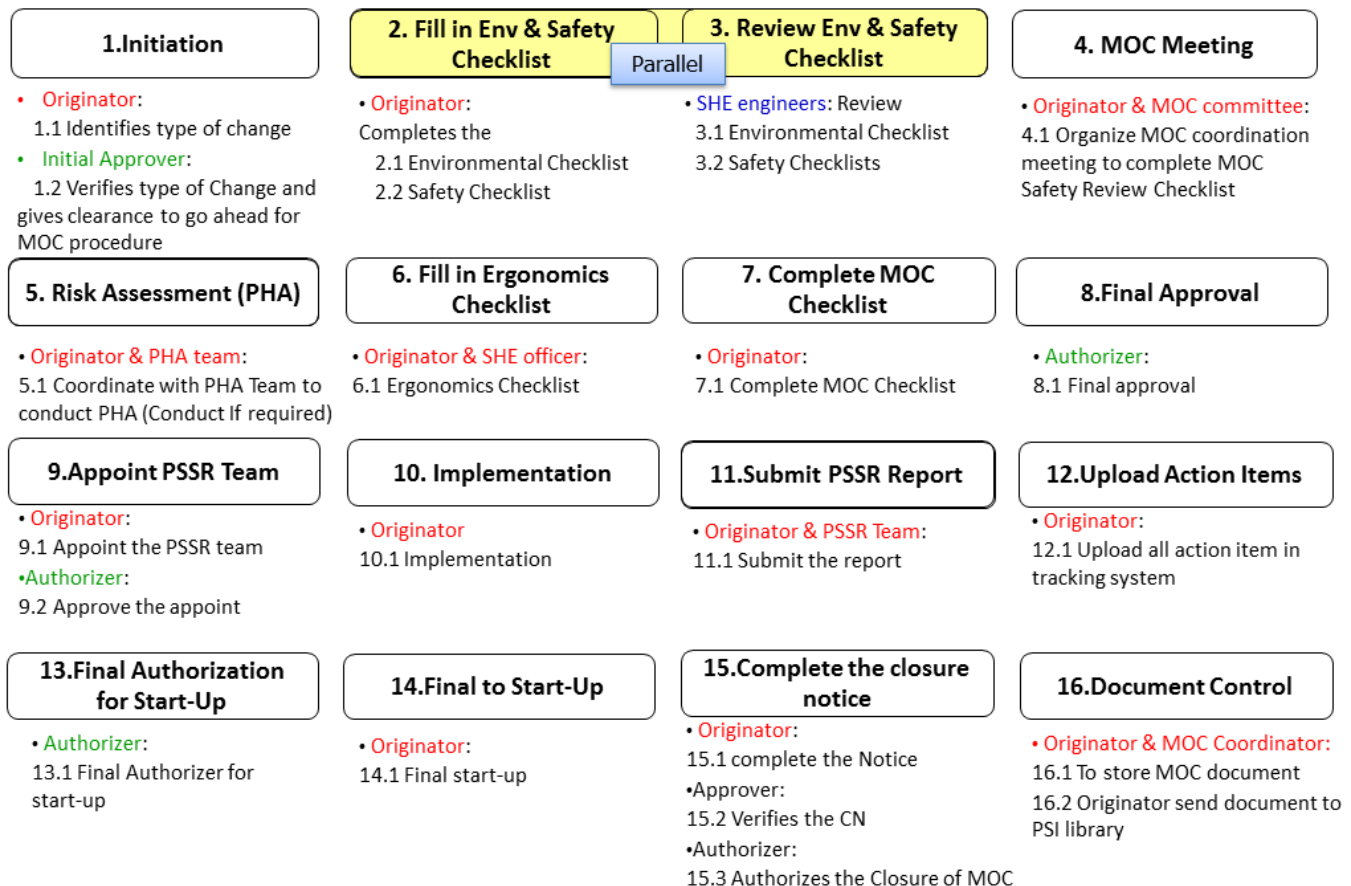 1.Initiation
• Originator:
1.1 Identifies type of change
• Initial Approver:
1.2 Verifies type of Change and
gives clearance to go ahead for
MOC procedure
2. Fill in Env & Safety
Checklist
Parallel
• Originator:
Completes the
2.1 Environmental Checklist
2.2 Safety Checklist
3. Review Env & Safety
Checklist
• SHE engineers: Review
3.1 Environmental Checklist
3.2 Safety Checklists
4. MOC Meeting
• Originator & MOC committee:
4.1 Organize MOC coordination
meeting to complete MOC
Safety Review Checklist
5. Risk Assessment (PHA)
• Originator & PHA team:
5.1 Coordinate with PHA Team to
conduct PHA (Conduct If required)
6. Fill in Ergonomics
Checklist
• Originator & SHE officer:
6.1 Ergonomics Checklist
7. Complete MOC
Checklist
• Originator:
7.1 Complete MOC Checklist
8.Final Approval
• Authorizer:
8.1 Final approval
9.Appoint PSSR Team
• Originator:
9.1 Appoint the PSSR team
•Authorizer:
9.2 Approve the appoint
10. Implementation
• Originator
10.1 Implementation
11.Submit PSSR Report
• Originator & PSSR Team:
11.1 Submit the report
12.Upload Action Items
• Originator:
12.1 Upload all action item in
tracking system
13.Final Authorization
for Start-Up
• Authorizer:
13.1 Final Authorizer for
start-up
14.Final to Start-Up
• Originator:
14.1 Final start-up
15.Complete the closure
notice
• Originator:
15.1 complete the Notice
•Approver:
15.2 Verifies the CN
•Authorizer:
15.3 Authorizes the Closure of MOC
16.Document Control
• Originator & MOC Coordinator:
16.1 To store MOC document
16.2 Originator send document to
PSI library